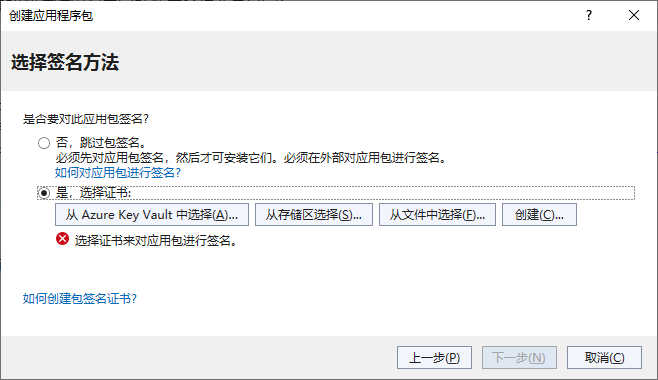 创建应用程序包
?
选择签名方法
是否要对此应用包签名?
否，跳过包签名。
必须先对应用包签名，然后才可安装它们。必须在外部对应用包进行签名。
如何对应用包进行签名?
是，选择证书:
从 Azure Key Vault 中选择(A)... 从存储区选择(S)... 从文件中选择(F)... 创建(C)...
选择证书来对应用包进行签名。
如何创建包签名证书?
上一步(P) 下一步(N) 取消(C)